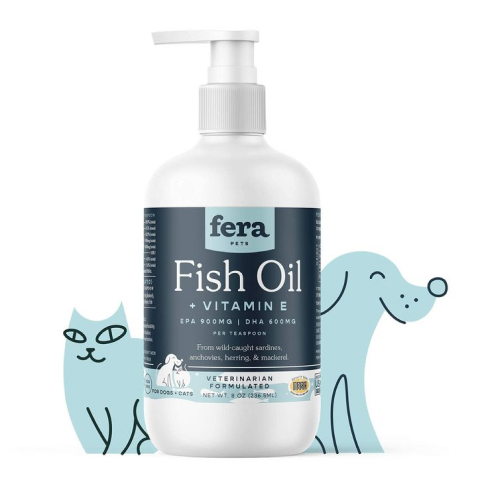 fera
PETS
Fish Oil
+ VITAMIN E
EPA 900MG | DHA 600MG
PER TEASPOON
From wild-caught sardines,
anchovies, herring, & mackerel.
VETERINARIAN
FORMULATED
FOR DOGS + CATS
NET WT. 8 OZ (236.5ML)